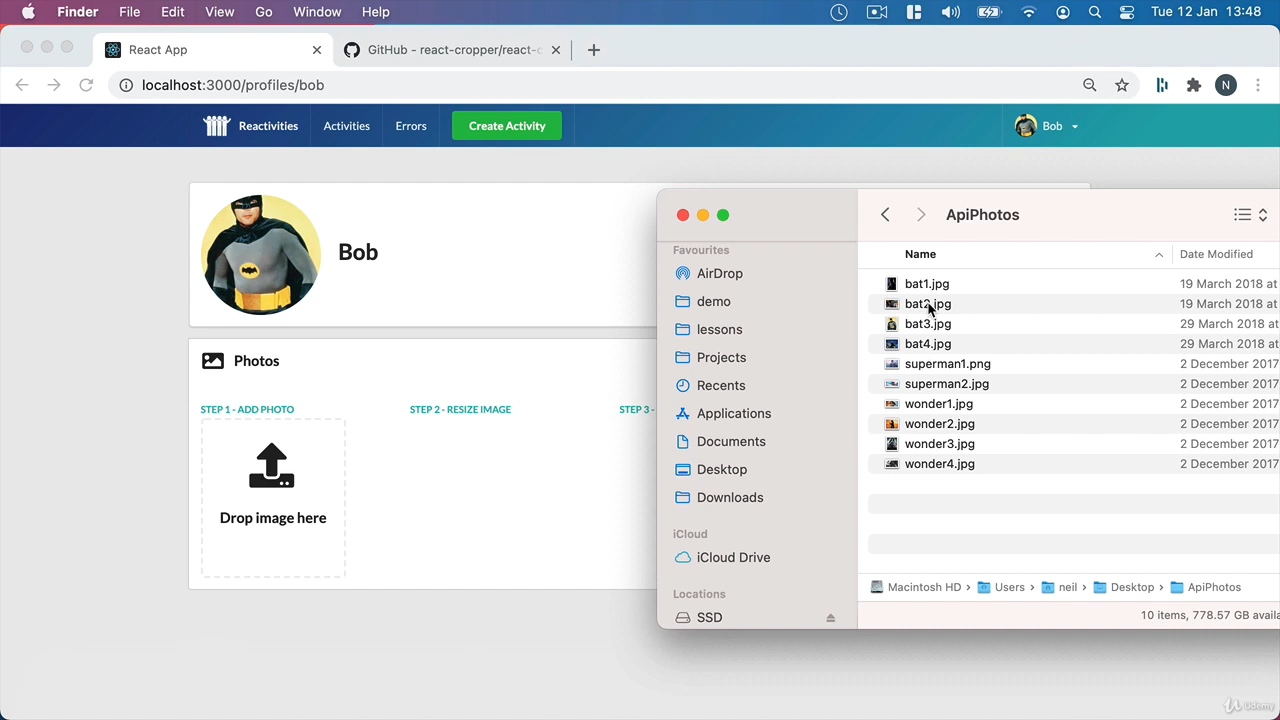 Finder File Edit View Go Window Help Tue 12 Jan 13:48
React App GitHub - react-cropper/react-c
localhost:3000/profiles/bob N
Reactivities Activities Errors Create Activity Bob
Bob
Photos
STEP 1 - ADD PHOTO STEP 2 - RESIZE IMAGE STEP 3 -
Drop image here
ApiPhotos
Favourites
AirDrop
demo
lessons
Projects
Recents
Applications
Documents
Desktop
Downloads
iCloud
iCloud Drive
Locations
SSD
Name Date Modified
bat1.jpg 19 March 2018 at
bat2.jpg 19 March 2018 at
bat3.jpg 29 March 2018 at
bat4.jpg 29 March 2018 at
superman1.png 2 December 2017
superman2.jpg 2 December 2017
wonder1.jpg 2 December 2017
wonder2.jpg 2 December 2017
wonder3.jpg 2 December 2017
wonder4.jpg 2 December 2017
Macintosh HD › Users › neil › Desktop › ApiPhotos
10 items, 778.57 GB availa
Udemy